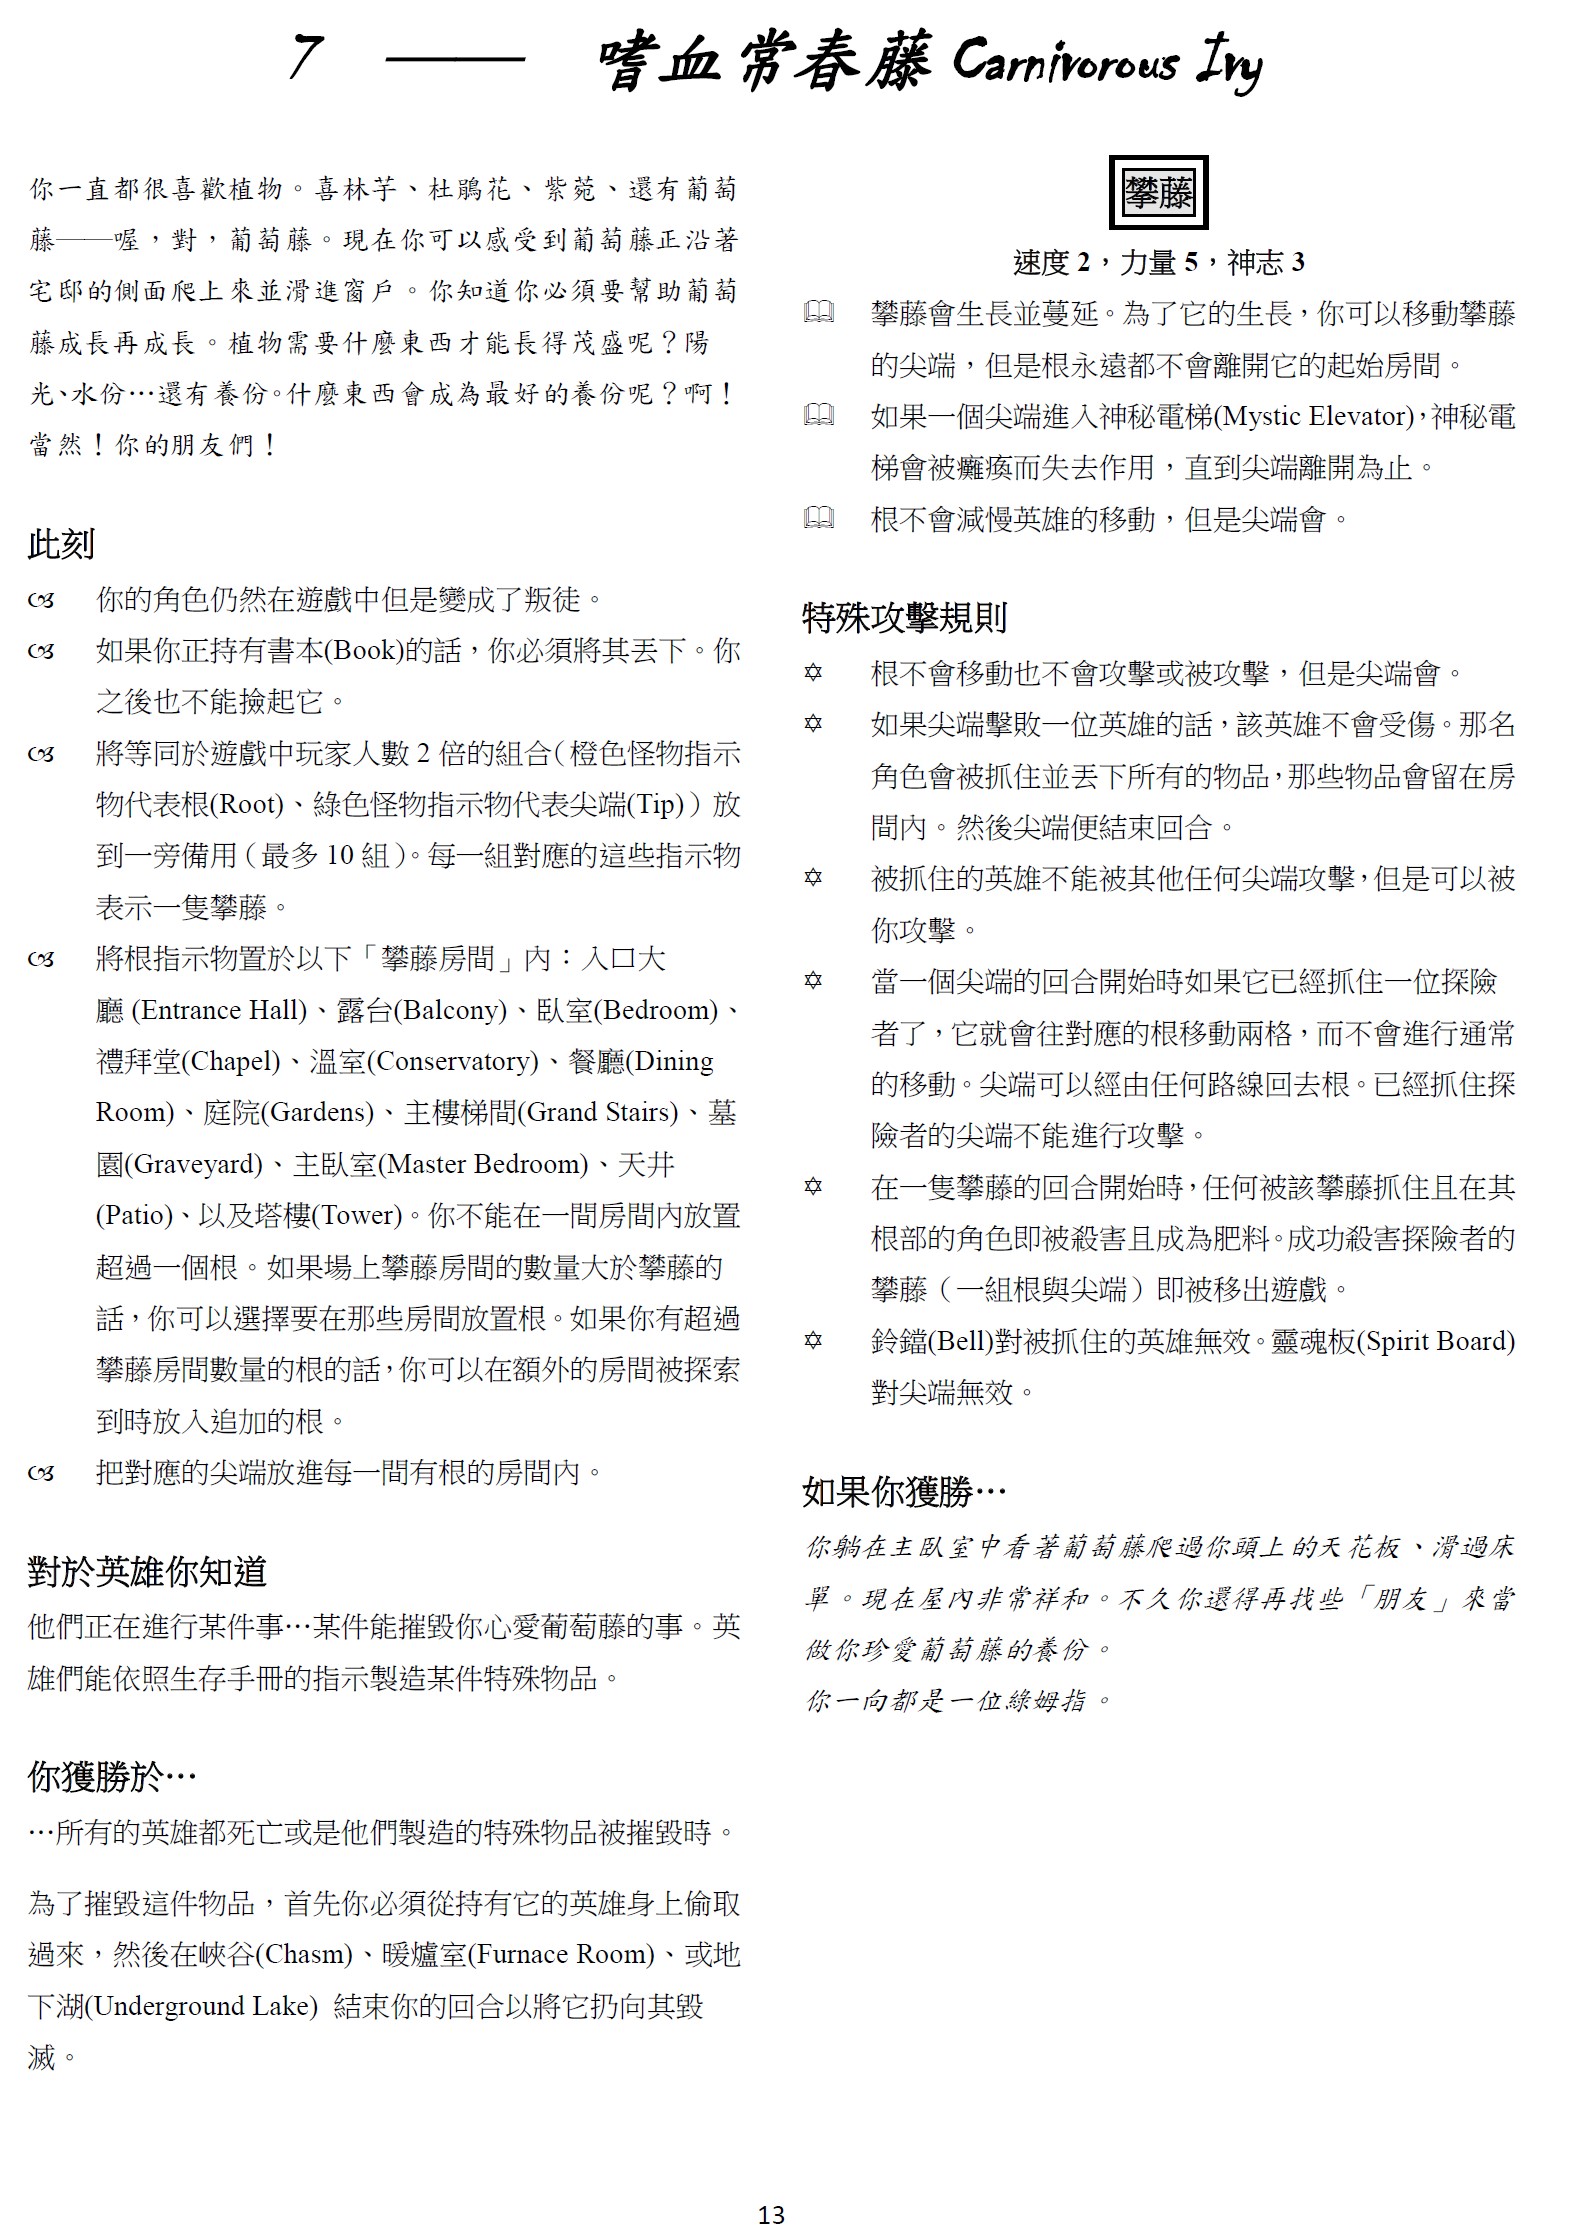 7 —— 嗜血常春藤 Carnivorous Ivy
你一直都很喜歡植物。喜林芋、杜鵑花、紫菀、還有葡萄
藤——喔，對，葡萄藤。現在你可以感受到葡萄藤正沿著
宅邸的側面爬上來並滑進窗戶。你知道你必須要幫助葡萄
藤成長再成長。植物需要什麼東西才能長得茂盛呢？陽
光、水份…還有養份。什麼東西會成為最好的養份呢？啊！
當然！你的朋友們！
此刻
你的角色仍然在遊戲中但是變成了叛徒。
如果你正持有書本(Book)的話，你必須將其丟下。你
之後也不能撿起它。
將等同於遊戲中玩家人數 2 倍的組合（橙色怪物指示
物代表根(Root)、綠色怪物指示物代表尖端(Tip)）放
到一旁備用（最多 10 組）。每一組對應的這些指示物
表示一隻攀藤。
將根指示物置於以下「攀藤房間」內：入口大
廳 (Entrance Hall)、露台(Balcony)、臥室(Bedroom)、
禮拜堂(Chapel)、溫室(Conservatory)、餐廳(Dining
Room)、庭院(Gardens)、主樓梯間(Grand Stairs)、墓
園(Graveyard)、主臥室(Master Bedroom)、天井
(Patio)、以及塔樓(Tower)。你不能在一間房間內放置
超過一個根。如果場上攀藤房間的數量大於攀藤的
話，你可以選擇要在那些房間放置根。如果你有超過
攀藤房間數量的根的話，你可以在額外的房間被探索
到時放入追加的根。
把對應的尖端放進每一間有根的房間內。
對於英雄你知道
他們正在進行某件事…某件能摧毀你心愛葡萄藤的事。英
雄們能依照生存手冊的指示製造某件特殊物品。
你獲勝於…
…所有的英雄都死亡或是他們製造的特殊物品被摧毀時。
為了摧毀這件物品，首先你必須從持有它的英雄身上偷取
過來，然後在峽谷(Chasm)、暖爐室(Furnace Room)、或地
下湖(Underground Lake) 結束你的回合以將它扔向其毀
滅。
攀藤
速度 2，力量 5，神志 3
攀藤會生長並蔓延。為了它的生長，你可以移動攀藤
的尖端，但是根永遠都不會離開它的起始房間。
如果一個尖端進入神秘電梯(Mystic Elevator)，神秘電
梯會被癱瘓而失去作用，直到尖端離開為止。
根不會減慢英雄的移動，但是尖端會。
特殊攻擊規則
根不會移動也不會攻擊或被攻擊，但是尖端會。
如果尖端擊敗一位英雄的話，該英雄不會受傷。那名
角色會被抓住並丟下所有的物品，那些物品會留在房
間內。然後尖端便結束回合。
被抓住的英雄不能被其他任何尖端攻擊，但是可以被
你攻擊。
當一個尖端的回合開始時如果它已經抓住一位探險
者了，它就會往對應的根移動兩格，而不會進行通常
的移動。尖端可以經由任何路線回去根。已經抓住探
險者的尖端不能進行攻擊。
在一隻攀藤的回合開始時，任何被該攀藤抓住且在其
根部的角色即被殺害且成為肥料。成功殺害探險者的
攀藤（一組根與尖端）即被移出遊戲。
鈴鐺(Bell)對被抓住的英雄無效。靈魂板(Spirit Board)
對尖端無效。
如果你獲勝…
你躺在主臥室中看著葡萄藤爬過你頭上的天花板、滑過床
單。現在屋內非常祥和。不久你還得再找些「朋友」來當
做你珍愛葡萄藤的養份。
你一向都是一位綠姆指。
13